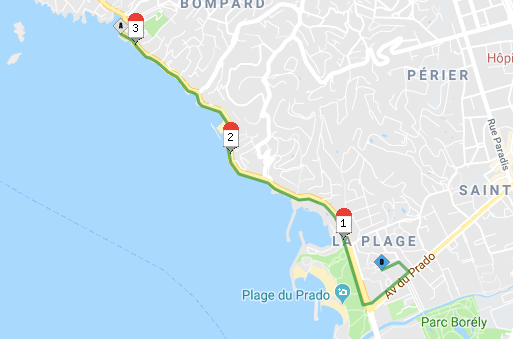 BOMPARD
3
Hôpi
PÉRIER
2
Rue Paradis
SAINT
1
LA PLAGE
Av du Prado
Plage du Prado
Parc Borély